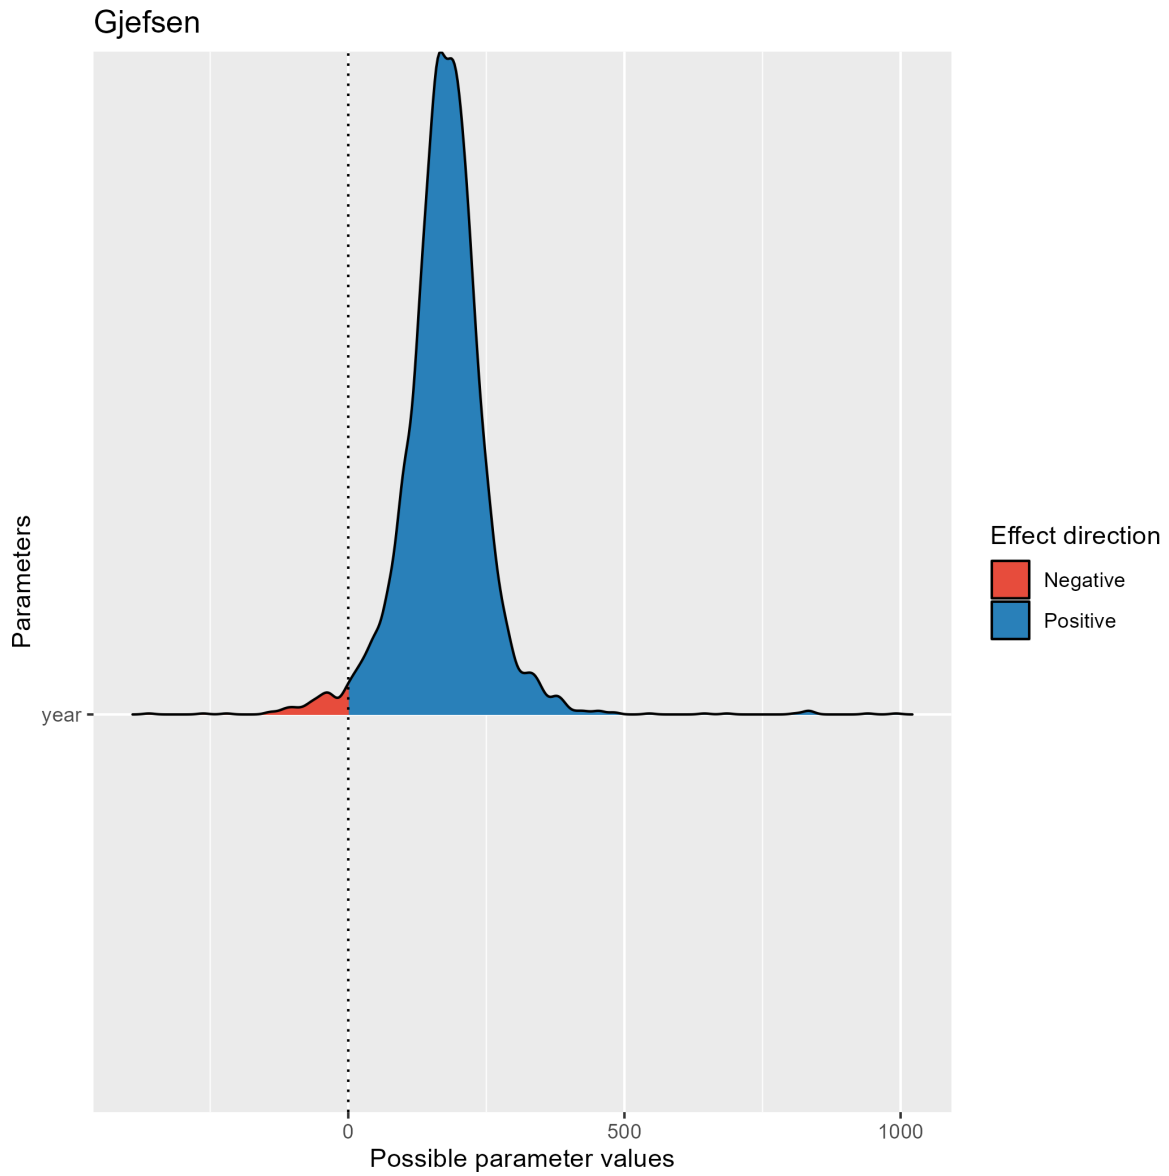 Gjefsen
Parameters
year
0
500
1000
Possible parameter values
Effect direction
Negative
Positive